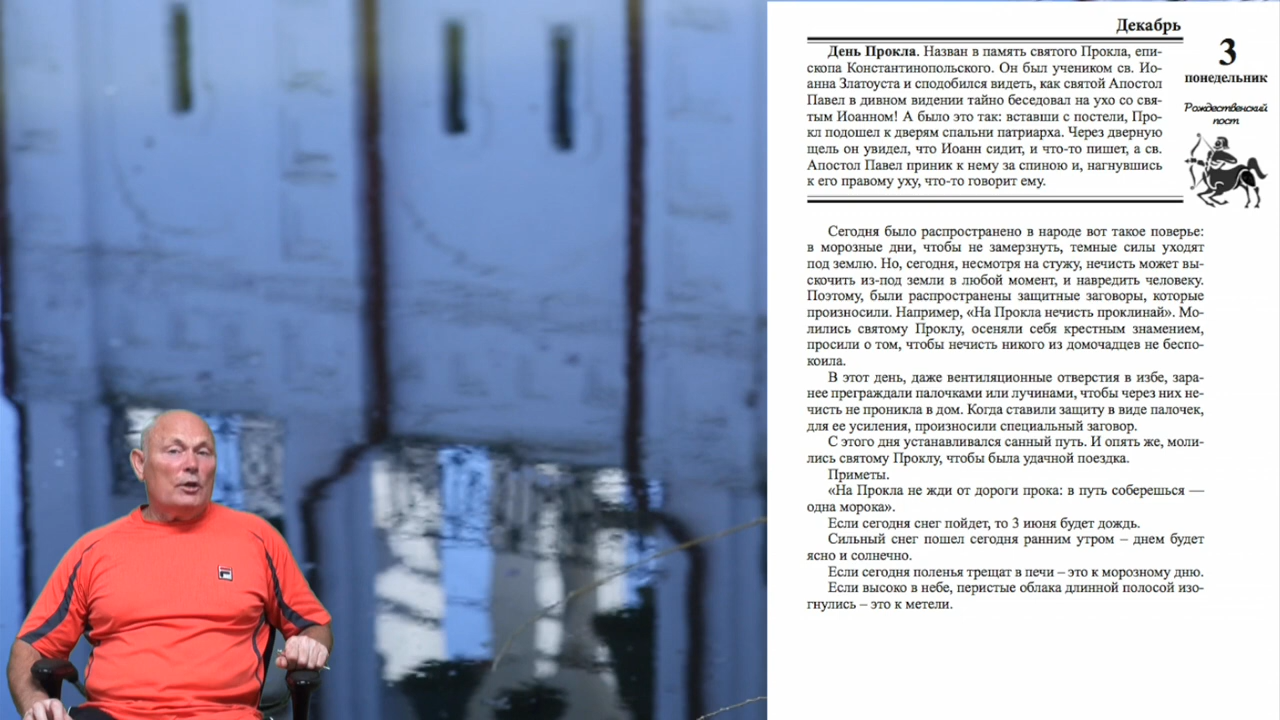 Декабрь
День Прокла. Назван в память святого Прокла, епи-
скопа Константинопольского. Он был учеником св. Ио-
анна Златоуста и сподобился видеть, как святой Апостол
Павел в дивном видении тайно беседовал на ухо со свя-
тым Иоанном! А было это так: вставши с постели, Про-
кл подошел к дверям спальни патриарха. Через дверную
щель он увидел, что Иоанн сидит, и что-то пишет, а св.
Апостол Павел приник к нему за спиною и, нагнувшись
к его правому уху, что-то говорит ему.
3
понедельник
Рождественский
пост
Сегодня было распространено в народе вот такое поверье:
в морозные дни, чтобы не замерзнуть, темные силы уходят
под землю. Но, сегодня, несмотря на стужу, нечисть может вы-
скочить из-под земли в любой момент, и навредить человеку.
Поэтому, были распространены защитные заговоры, которые
произносили. Например, «На Прокла нечисть проклинай». Мо-
лились святому Проклу, осеняли себя крестным знамением,
просили о том, чтобы нечисть никого из домочадцев не беспо-
коила.
В этот день, даже вентиляционные отверстия в избе, зара-
нее преграждали палочками или лучинами, чтобы через них не-
чисть не проникла в дом. Когда ставили защиту в виде палочек,
для ее усиления, произносили специальный заговор.
С этого дня устанавливался санный путь. И опять же, моли-
лись святому Проклу, чтобы была удачной поездка.
Приметы.
«На Прокла не жди от дороги прока: в путь соберешься —
одна морока».
Если сегодня снег пойдет, то 3 июня будет дождь.
Сильный снег пошел сегодня ранним утром – днем будет
ясно и солнечно.
Если сегодня поленья трещат в печи – это к морозному дню.
Если высоко в небе, перистые облака длинной полосой изо-
гнулись – это к метели.